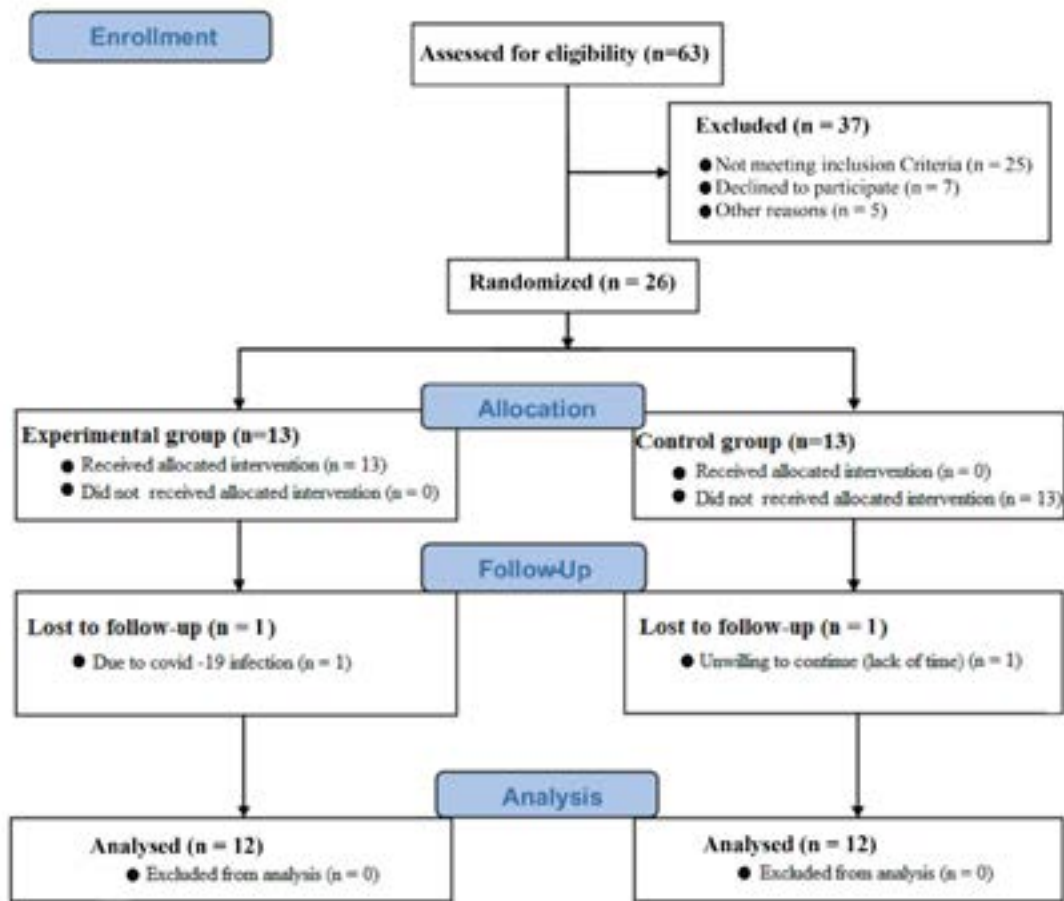 Enrollment
Assessed for eligibility (n=63)
Excluded (n = 37)
● Not meeting inclusion Criteria (n = 25)
● Declined to participate (n = 7)
● Other reasons (n = 5)
Randomized (n = 26)
Allocation
Experimental group (n=13)
● Received allocated intervention (n = 13)
● Did not received allocated intervention (n = 0)
Control group (n=13)
● Received allocated intervention (n = 0)
● Did not received allocated intervention (n = 13)
Follow-Up
Lost to follow-up (n = 1)
● Due to covid -19 infection (n = 1)
Lost to follow-up (n = 1)
● Unwilling to continue (lack of time) (n = 1)
Analysis
Analysed (n = 12)
● Excluded from analysis (n = 0)
Analysed (n = 12)
● Excluded from analysis (n = 0)